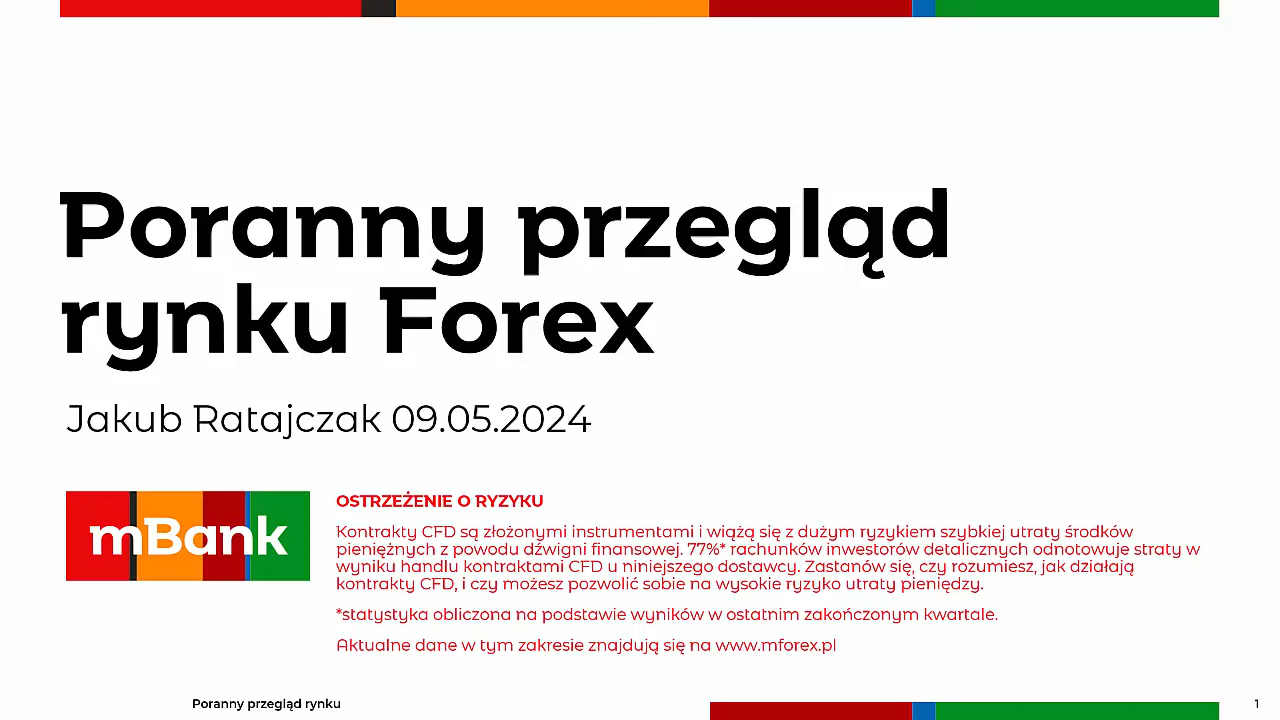 Poranny przegląd
rynku Forex
Jakub Ratajczak 09.05.2024
mBank
OSTRZEŻENIE O RYZYKU
Kontrakty CFD są złożonymi instrumentami i wiążą się z dużym ryzykiem szybkiej utraty środków
pieniężnych z powodu dźwigni finansowej. 77%* rachunków inwestorów detalicznych odnotowuje straty w
wyniku handlu kontraktami CFD u niniejszego dostawcy. Zastanów się, czy rozumiesz, jak działają
kontrakty CFD, i czy możesz pozwolić sobie na wysokie ryzyko utraty pieniędzy.
*statystyka obliczona na podstawie wyników w ostatnim zakończonym kwartale.
Aktualne dane w tym zakresie znajdują się na www.mforex.pl
Poranny przegląd rynku
1